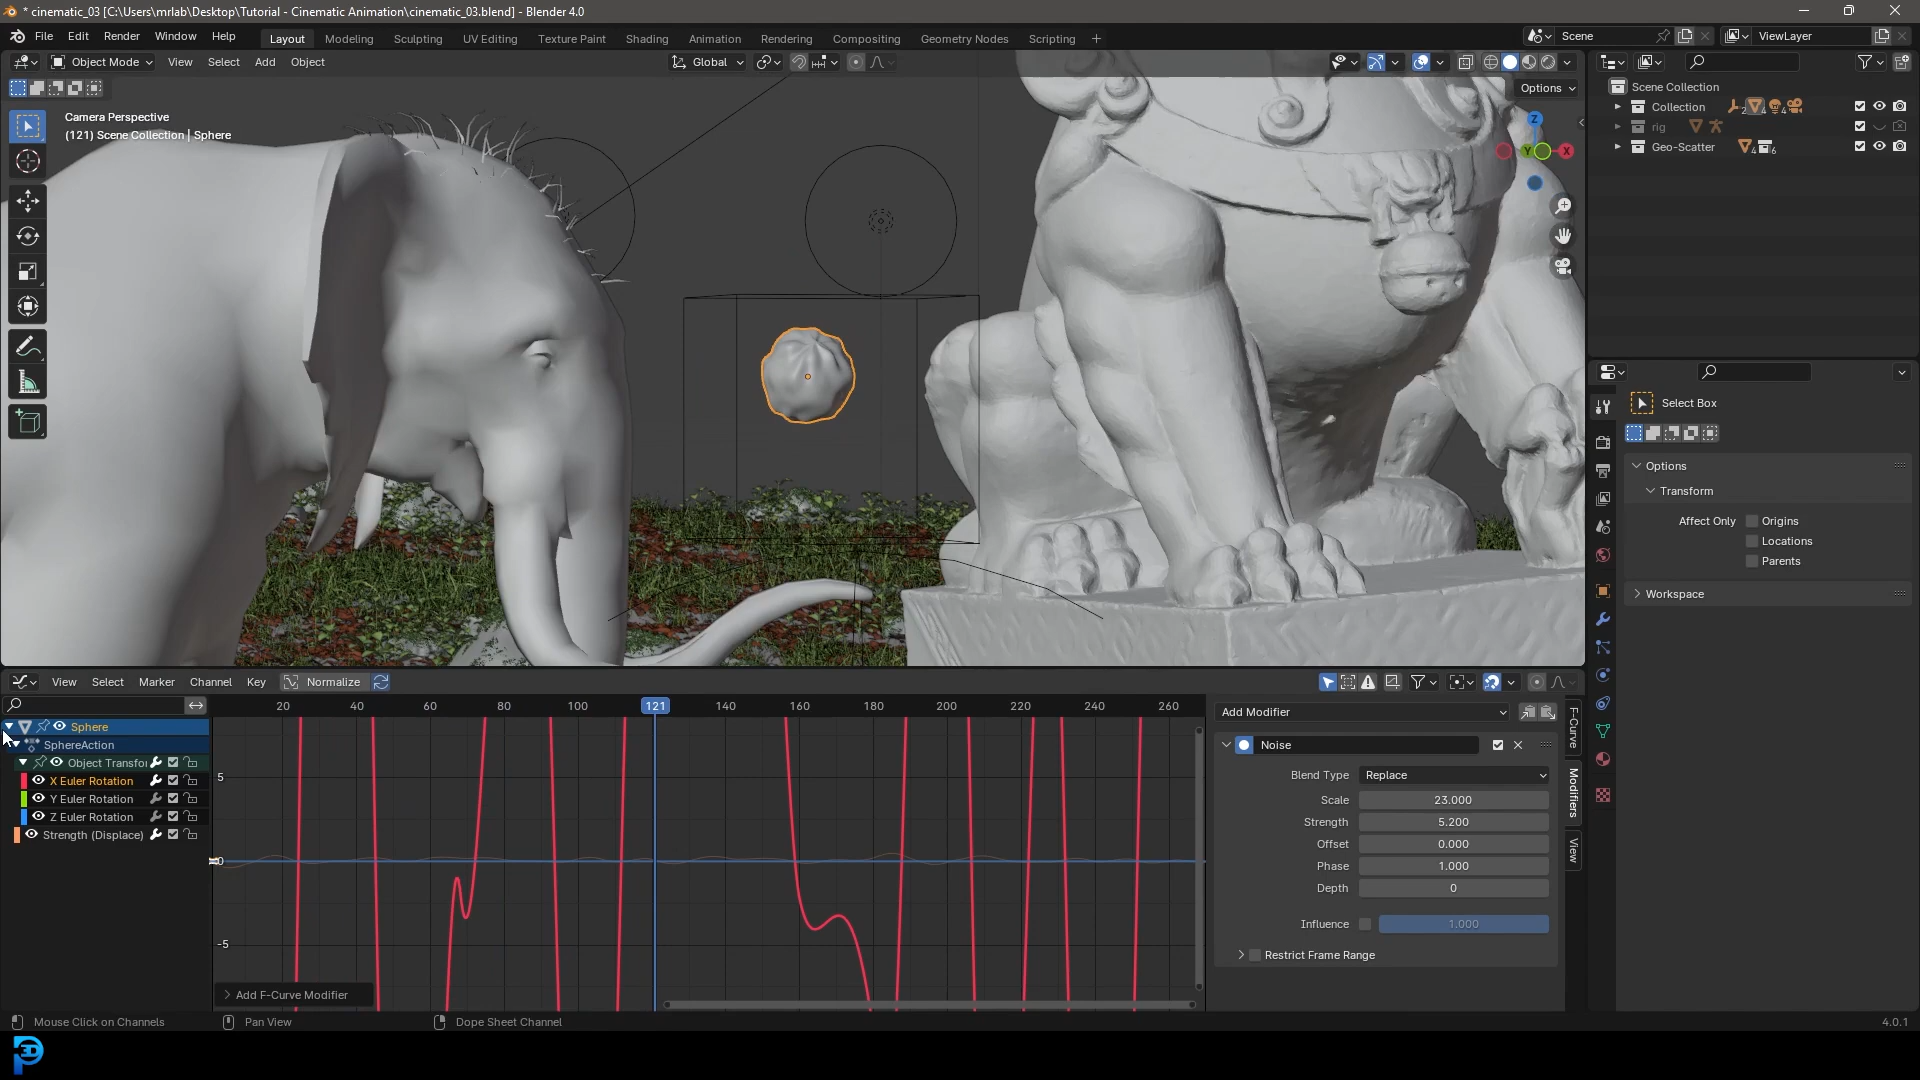 * cinematic_03 [C:\Users\mrlab\Desktop\Tutorial - Cinematic Animation\cinematic_03.blend] - Blender 4.0
File Edit Render Window Help
Layout Modeling Sculpting UV Editing Texture Paint Shading Animation Rendering Compositing Geometry Nodes Scripting +
Scene ViewLayer
Object Mode View Select Add Object
Global
Options
Camera Perspective
(121) Scene Collection | Sphere
Z
Y
X
Scene Collection
Collection 2 4 4
rig
Geo-Scatter 4 6
Select Box
Options
Transform
Affect Only Origins
Locations
Parents
Workspace
View Select Marker Channel Key Normalize
20 40 60 80 100 121 140 160 180 200 220 240 260
Sphere
SphereAction
Object Transfor
X Euler Rotation
Y Euler Rotation
Z Euler Rotation
Strength (Displace)
5
0
-5
Add F-Curve Modifier
Add Modifier
Noise
Blend Type Replace
Scale 23.000
Strength 5.200
Offset 0.000
Phase 1.000
Depth 0
Influence 1.000
Restrict Frame Range
F-Curve
Modifiers
View
Mouse Click on Channels Pan View Dope Sheet Channel 4.0.1
3D